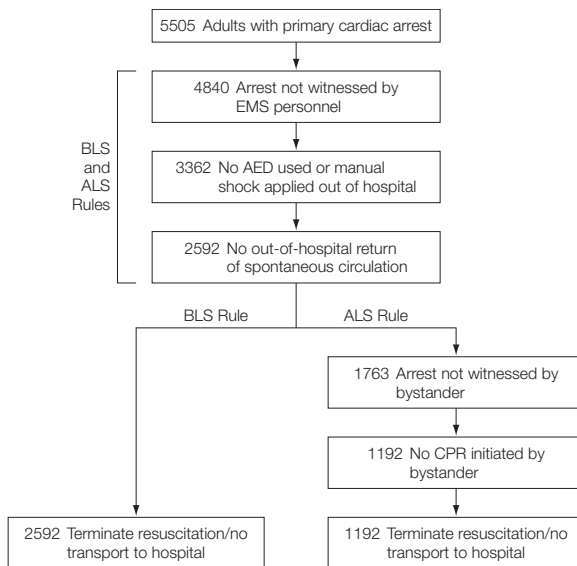 5505 Adults with primary cardiac arrest
4840 Arrest not witnessed by
EMS personnel
BLS
and
ALS
Rules
3362 No AED used or manual
shock applied out of hospital
2592 No out-of-hospital return
of spontaneous circulation
BLS Rule
ALS Rule
1763 Arrest not witnessed by
bystander
1192 No CPR initiated by
bystander
2592 Terminate resuscitation/no
transport to hospital
1192 Terminate resuscitation/no
transport to hospital